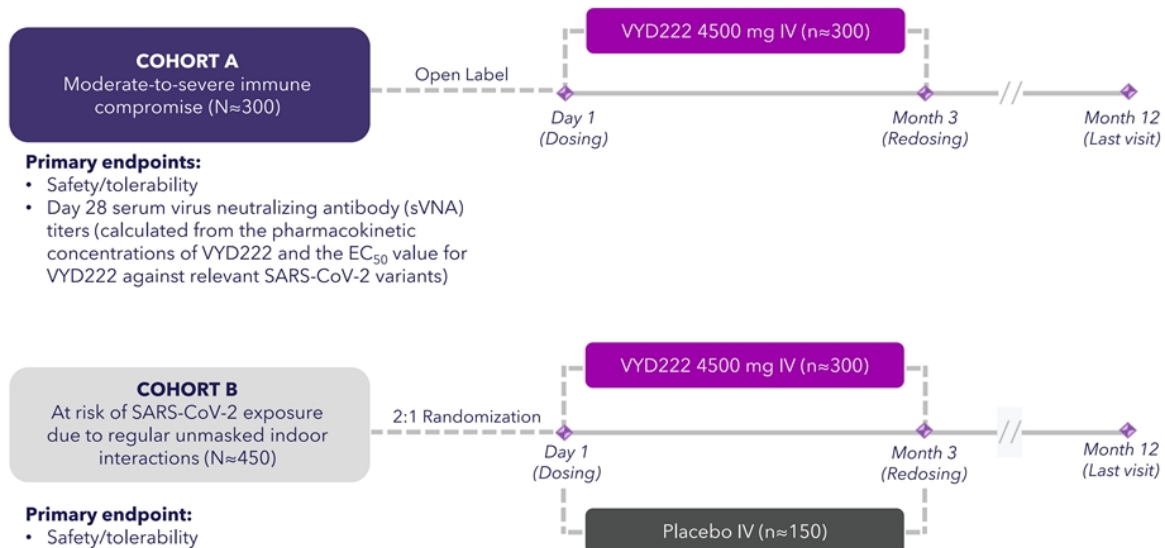 VYD222 4500 mg IV (n≈300)
COHORT A
Moderate-to-severe immune
compromise (N≈300)
Open Label
Day 1
(Dosing)
Month 3
(Redosing)
Month 12
(Last visit)
Primary endpoints:
• Safety/tolerability
• Day 28 serum virus neutralizing antibody (sVNA)
titers (calculated from the pharmacokinetic
concentrations of VYD222 and the EC₅₀ value for
VYD222 against relevant SARS-CoV-2 variants)
VYD222 4500 mg IV (n≈300)
COHORT B
At risk of SARS-CoV-2 exposure
due to regular unmasked indoor
interactions (N≈450)
2:1 Randomization
Day 1
(Dosing)
Month 3
(Redosing)
Month 12
(Last visit)
Primary endpoint:
• Safety/tolerability
Placebo IV (n≈150)